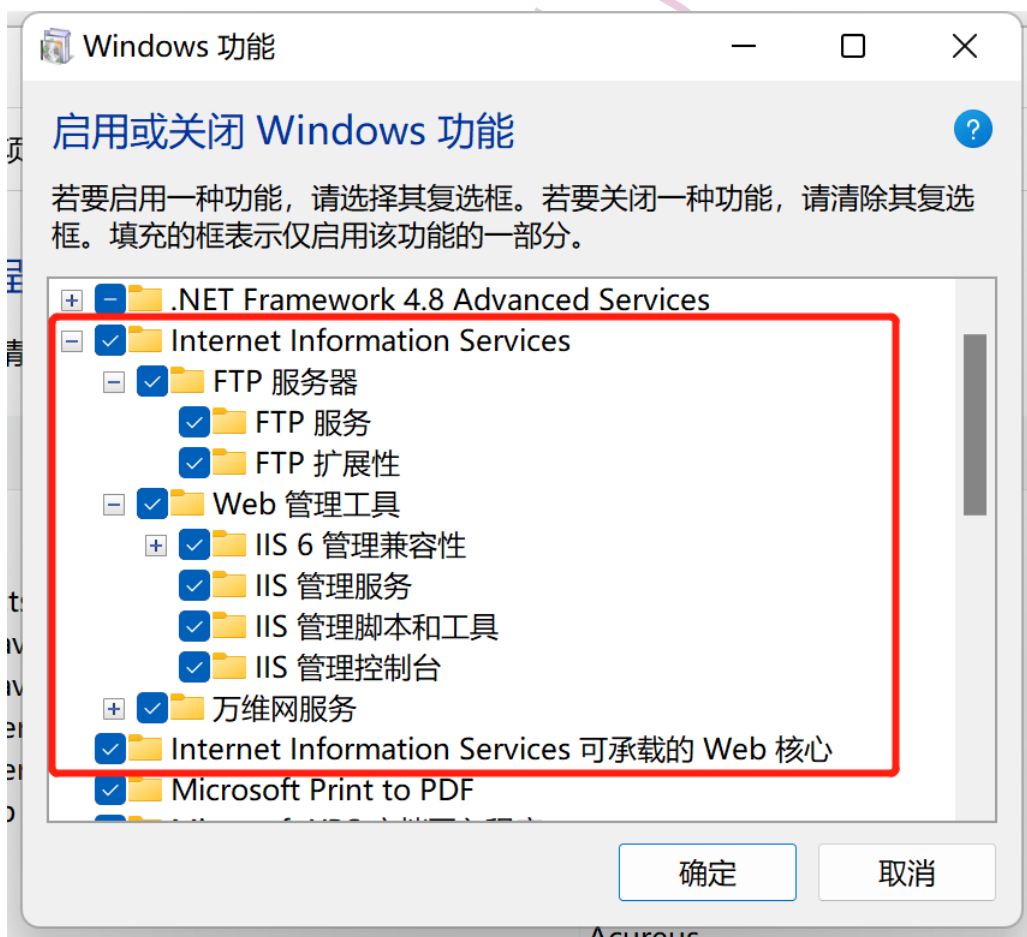 Windows 功能
启用或关闭 Windows 功能
若要启用一种功能，请选择其复选框。若要关闭一种功能，请清除其复选
框。填充的框表示仅启用该功能的一部分。
.NET Framework 4.8 Advanced Services
Internet Information Services
FTP 服务器
FTP 服务
FTP 扩展性
Web 管理工具
IIS 6 管理兼容性
IIS 管理服务
IIS 管理脚本和工具
IIS 管理控制台
万维网服务
Internet Information Services 可承载的 Web 核心
Microsoft Print to PDF
确定
取消